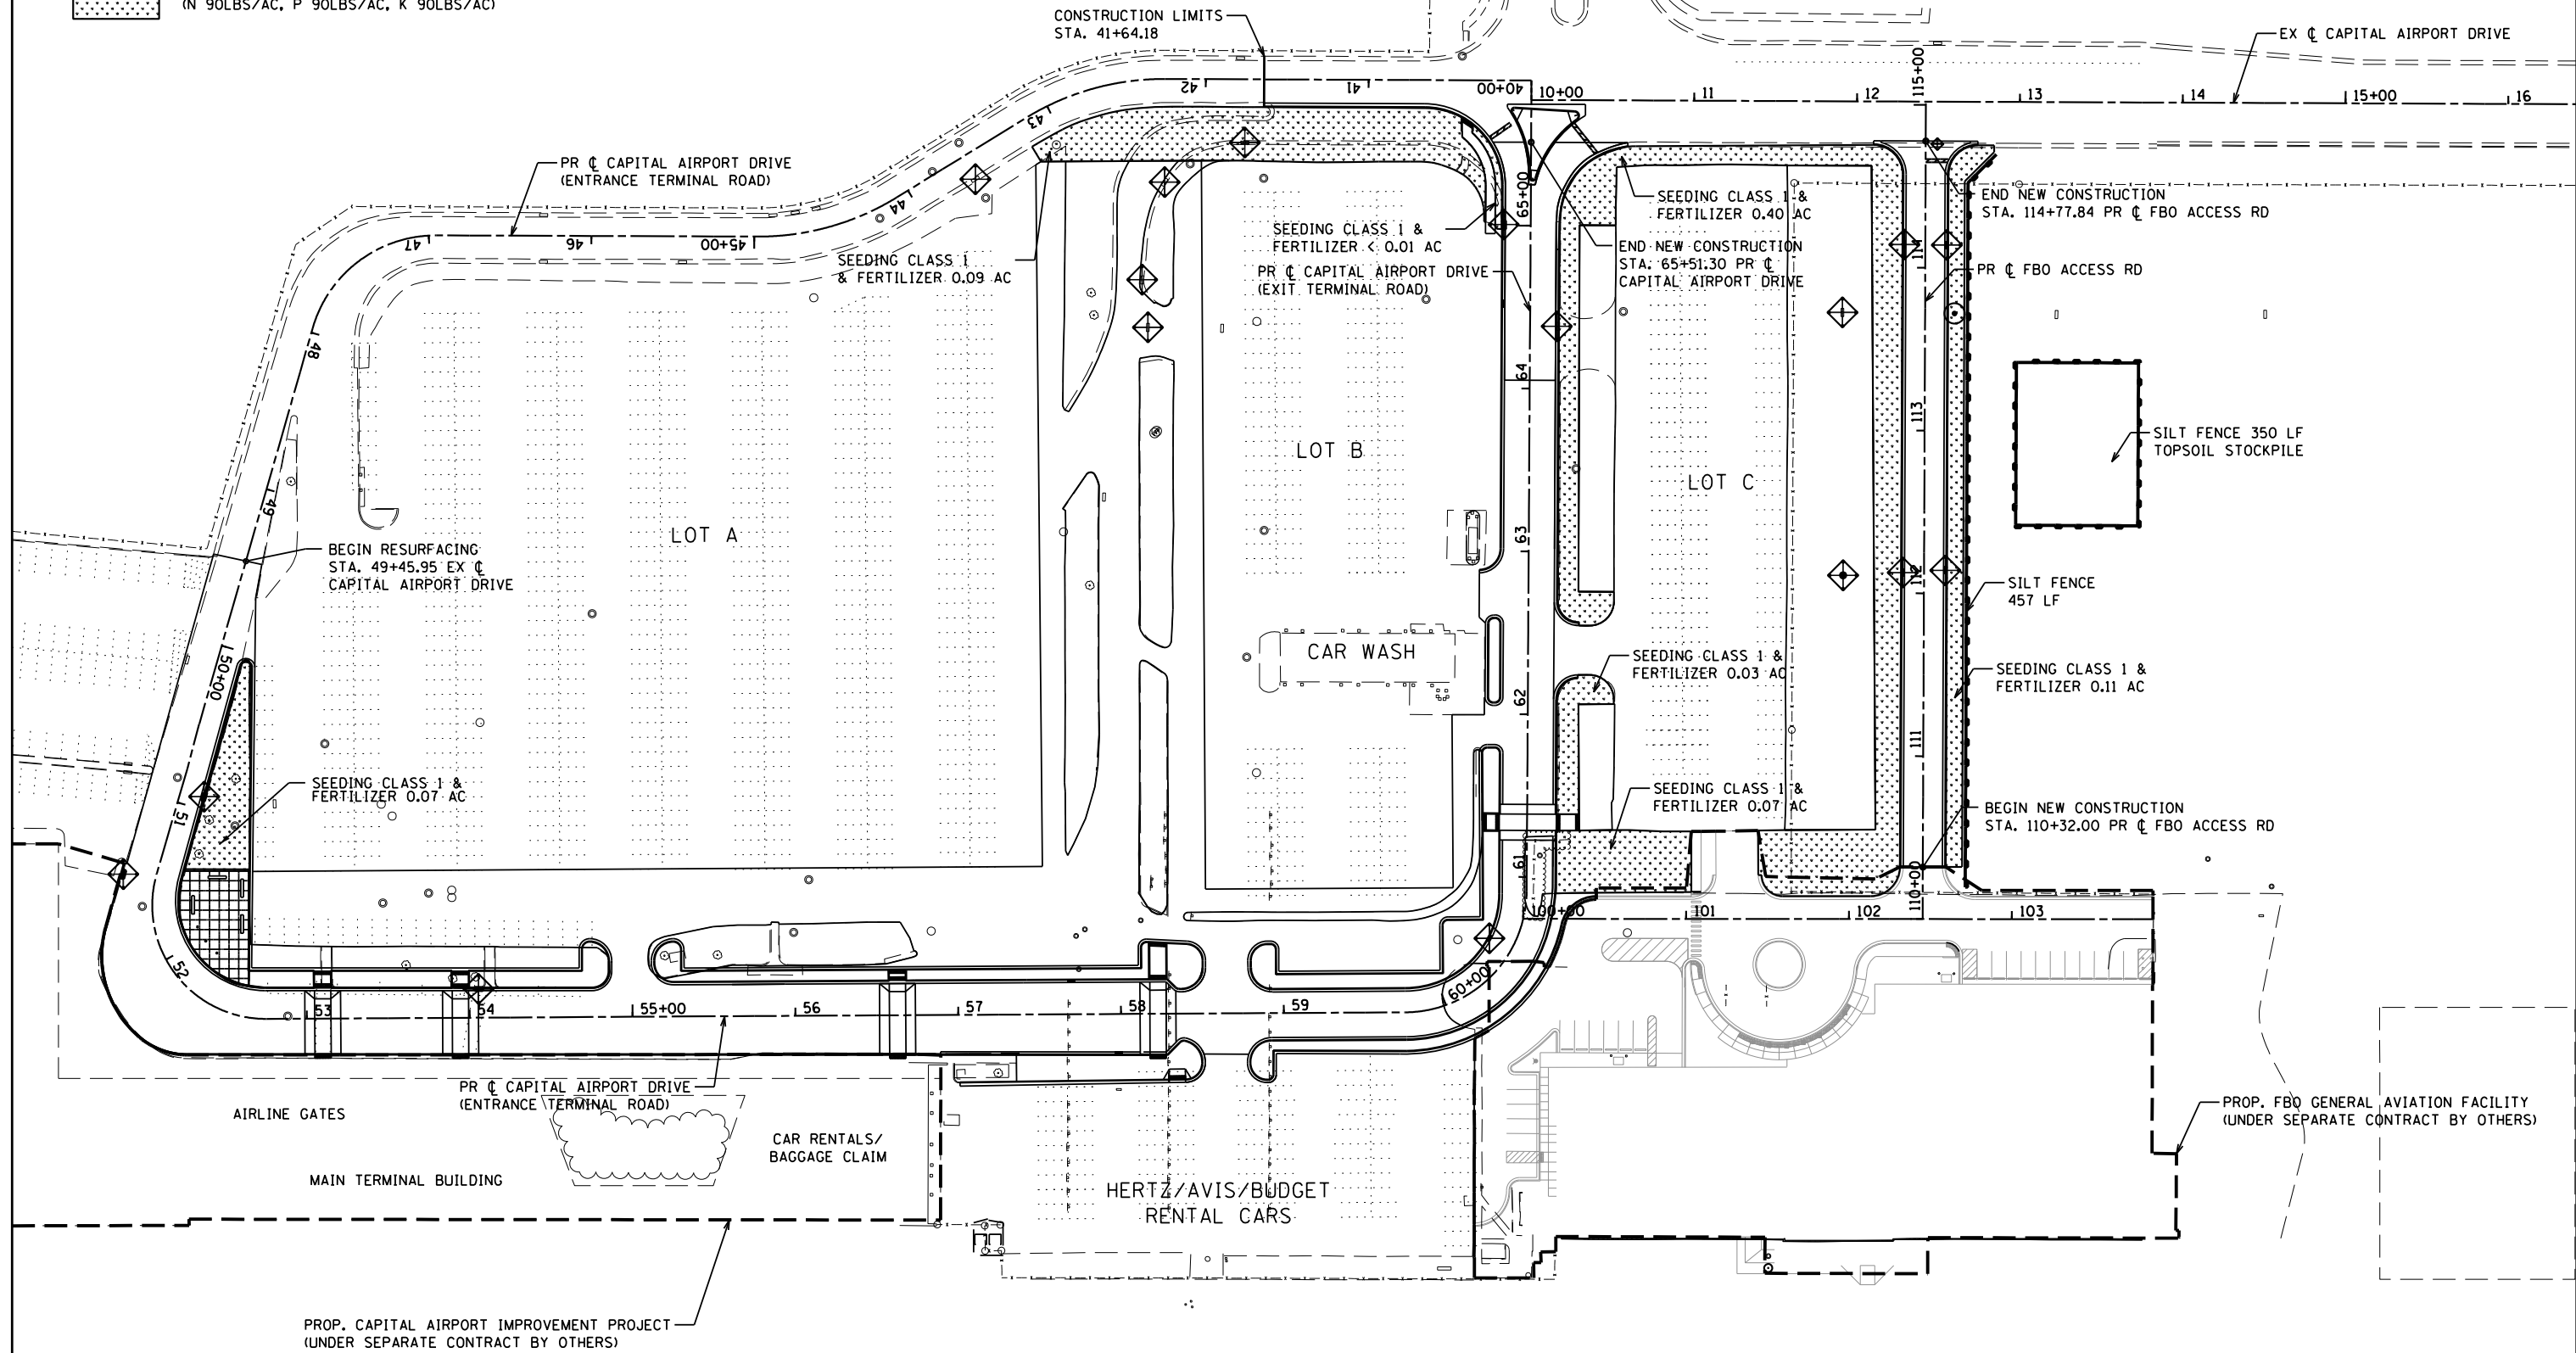 (N 90LBS/AC, P 90LBS/AC, K 90LBS/AC)
CONSTRUCTION LIMITS
STA. 41+64.18
EX ℄ CAPITAL AIRPORT DRIVE
115+00
42
41
40+00
10+00
11
12
13
14
15+00
16
43
PR ℄ CAPITAL AIRPORT DRIVE
(ENTRANCE TERMINAL ROAD)
44
45+00
46
47
65+00
SEEDING CLASS 1 &
FERTILIZER 0.40 AC
END NEW CONSTRUCTION
STA. 114+77.84 PR ℄ FBO ACCESS RD
SEEDING CLASS 1 &
FERTILIZER < 0.01 AC
END NEW CONSTRUCTION
STA. 65+51.30 PR ℄
CAPITAL AIRPORT DRIVE
SEEDING CLASS 1
& FERTILIZER 0.09 AC
PR ℄ CAPITAL AIRPORT DRIVE
(EXIT TERMINAL ROAD)
114
PR ℄ FBO ACCESS RD
48
64
113
SILT FENCE 350 LF
TOPSOIL STOCKPILE
LOT B
LOT C
49
LOT A
63
BEGIN RESURFACING
STA. 49+45.95 EX ℄
CAPITAL AIRPORT DRIVE
112
SILT FENCE
457 LF
50+00
CAR WASH
SEEDING CLASS 1 &
FERTILIZER 0.03 AC
SEEDING CLASS 1 &
FERTILIZER 0.11 AC
62
111
SEEDING CLASS 1 &
FERTILIZER 0.07 AC
SEEDING CLASS 1 &
FERTILIZER 0.07 AC
BEGIN NEW CONSTRUCTION
STA. 110+32.00 PR ℄ FBO ACCESS RD
51
61
110+00
100+00
101
102
103
52
53
54
55+00
56
57
58
59
60+00
PR ℄ CAPITAL AIRPORT DRIVE
(ENTRANCE TERMINAL ROAD)
AIRLINE GATES
PROP. FBO GENERAL AVIATION FACILITY
(UNDER SEPARATE CONTRACT BY OTHERS)
CAR RENTALS/
BAGGAGE CLAIM
MAIN TERMINAL BUILDING
HERTZ/AVIS/BUDGET
RENTAL CARS
PROP. CAPITAL AIRPORT IMPROVEMENT PROJECT
(UNDER SEPARATE CONTRACT BY OTHERS)